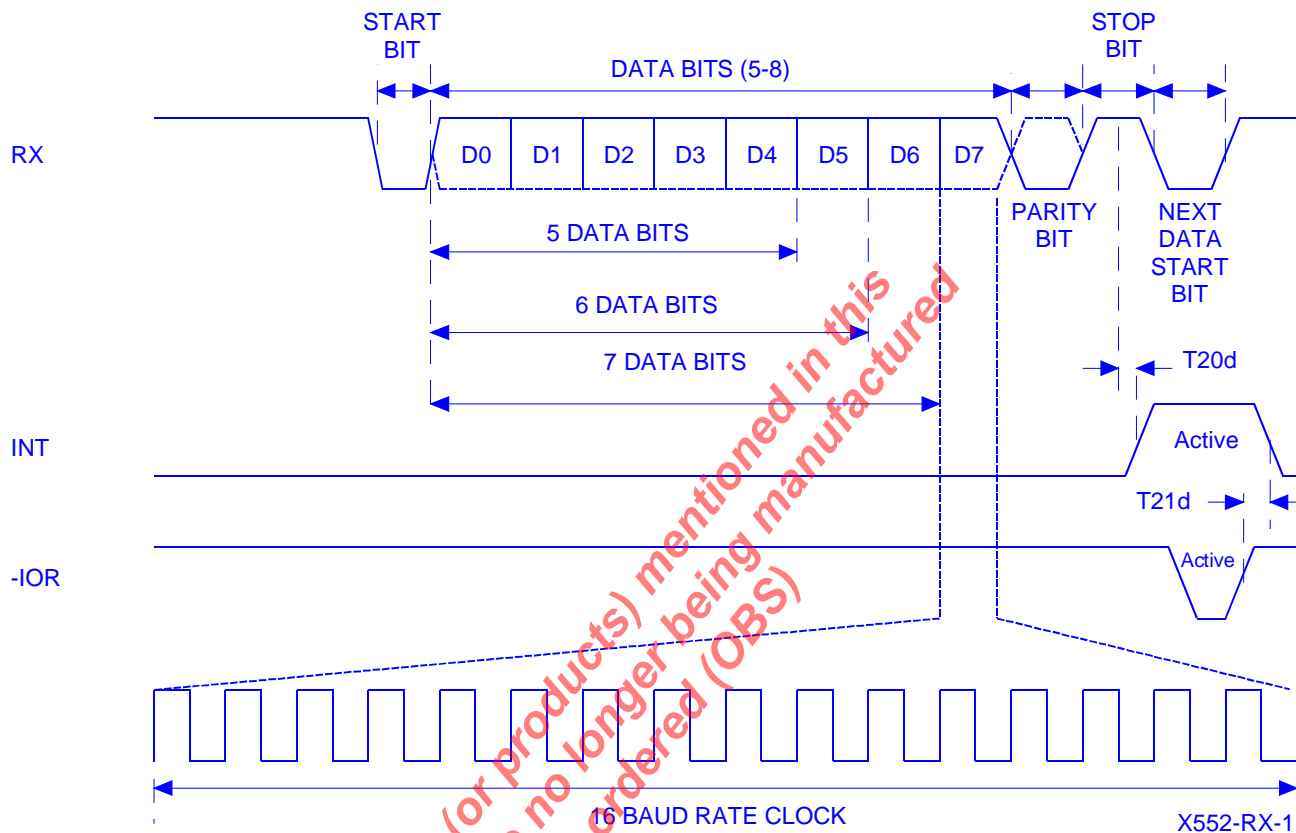 START
BIT
DATA BITS (5-8)
STOP
BIT
RX
D0 D1 D2 D3 D4 D5 D6 D7
PARITY
BIT
NEXT
DATA
START
BIT
5 DATA BITS
6 DATA BITS
7 DATA BITS
T20d
INT
Active
T21d
-IOR
Active
(or products) mentioned in this
no longer being manufactured
ordered (OBS)
16 BAUD RATE CLOCK
X552-RX-1